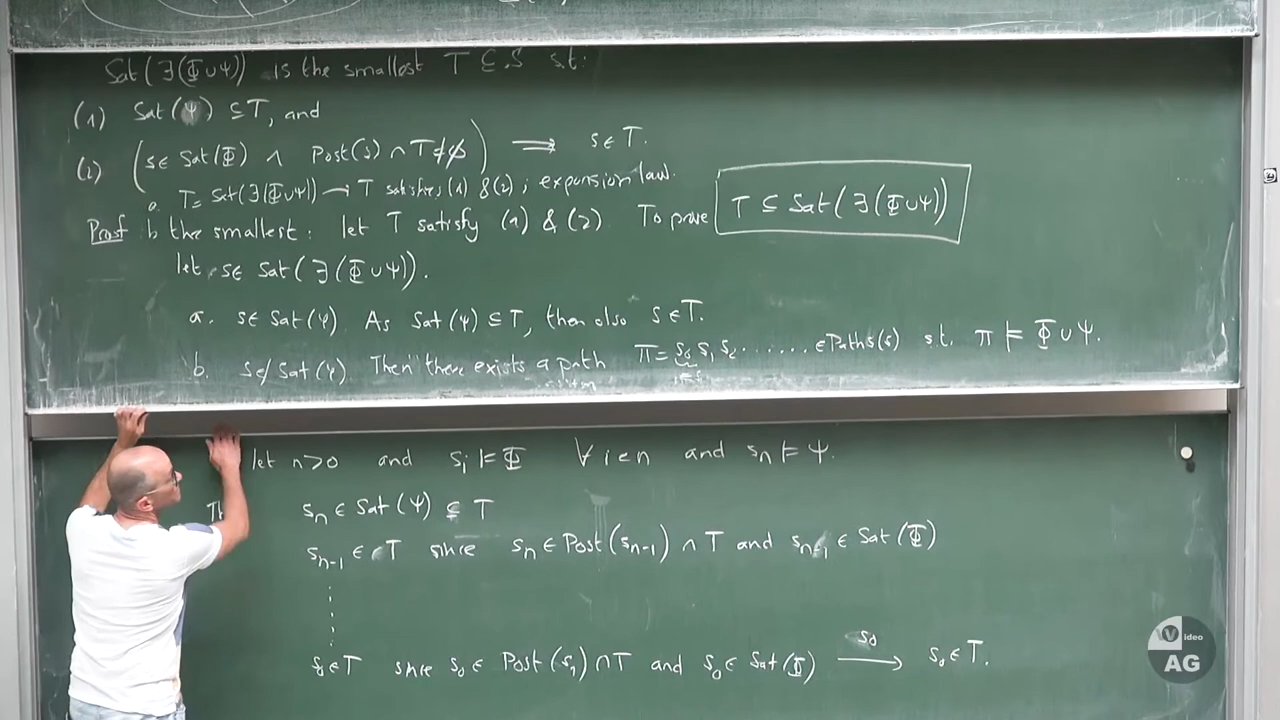 Sat(∃(Φ∪Ψ)) is the smallest T ⊆ S s.t:
(1) Sat(Ψ) ⊆ T, and
(2) (s∈ Sat(Φ) ∧ Post(s) ∩ T ≠ ∅) ⟹ s∈T.
a. T = Sat(∃(Φ∪Ψ)) → T satisfies (1) & (2); expansion law.
Proof b the smallest: let T satisfy (1) & (2). To prove T ⊆ Sat(∃(Φ∪Ψ))
let s∈ Sat(∃(Φ∪Ψ)).
a. s∈ Sat(Ψ). As Sat(Ψ) ⊆ T, then also s∈T.
b. s∉ Sat(Ψ). Then there exists a path π = s₀ s₁ s₂ ....... ∈ Paths(s) s.t. π ⊨ Φ∪Ψ.
let n>0 and sᵢ ⊨ Φ ∀ i<n and sₙ ⊨ Ψ.
sₙ ∈ Sat(Ψ) ⊆ T
sₙ₋₁ ∈ T since sₙ ∈ Post(sₙ₋₁) ∩ T and sₙ₋₁ ∈ Sat(Φ)
s₀ ∈ T since s₀ ∈ Post(s₁) ∩ T and s₀ ∈ Sat(Φ) → s₀ ∈ T.
s₀
Video
AG